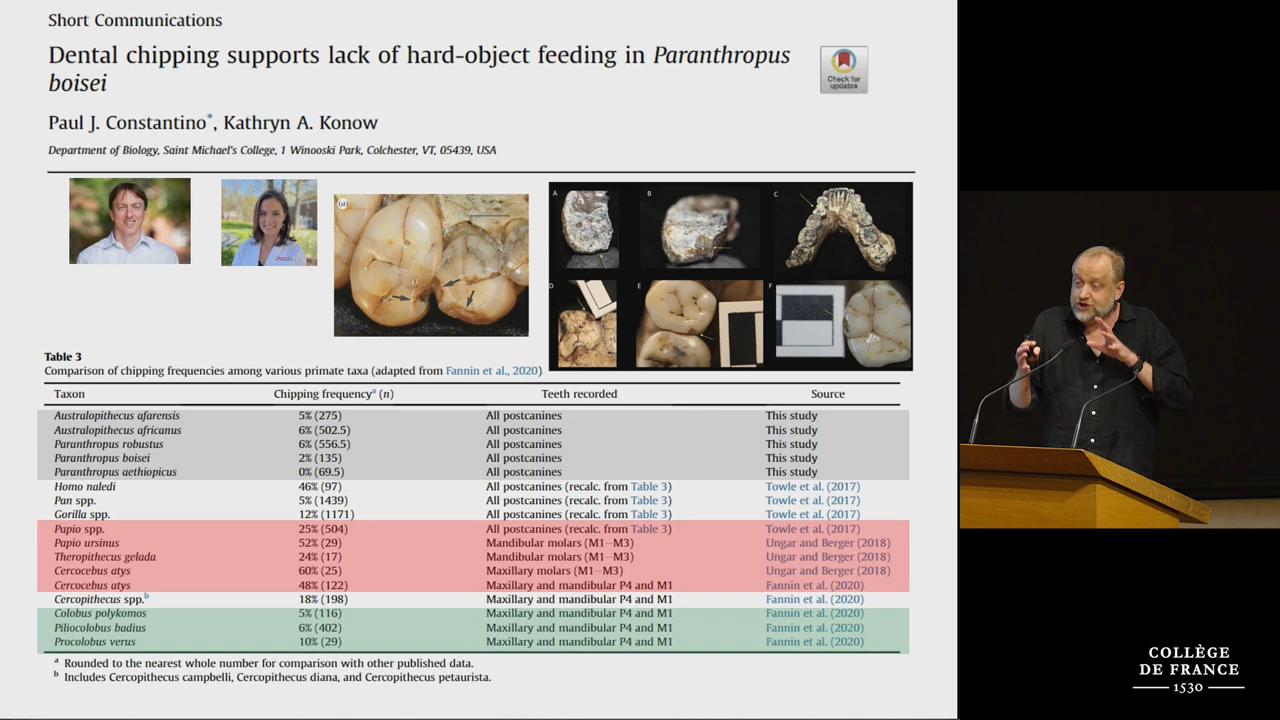 Short Communications
Dental chipping supports lack of hard-object feeding in Paranthropus
boisei
Check for
updates
Paul J. Constantino*, Kathryn A. Konow
Department of Biology, Saint Michael's College, 1 Winooski Park, Colchester, VT, 05439, USA
(a)
A B C
D E F
Table 3
Comparison of chipping frequencies among various primate taxa (adapted from Fannin et al., 2020)
Taxon Chipping frequencyᵃ (n) Teeth recorded Source
Australopithecus afarensis 5% (275) All postcanines This study
Australopithecus africanus 6% (502.5) All postcanines This study
Paranthropus robustus 6% (556.5) All postcanines This study
Paranthropus boisei 2% (135) All postcanines This study
Paranthropus aethiopicus 0% (69.5) All postcanines This study
Homo naledi 46% (97) All postcanines (recalc. from Table 3) Towle et al. (2017)
Pan spp. 5% (1439) All postcanines (recalc. from Table 3) Towle et al. (2017)
Gorilla spp. 12% (1171) All postcanines (recalc. from Table 3) Towle et al. (2017)
Papio spp. 25% (504) All postcanines (recalc. from Table 3) Towle et al. (2017)
Papio ursinus 52% (29) Mandibular molars (M1–M3) Ungar and Berger (2018)
Theropithecus gelada 24% (17) Mandibular molars (M1–M3) Ungar and Berger (2018)
Cercocebus atys 60% (25) Maxillary molars (M1–M3) Ungar and Berger (2018)
Cercocebus atys 48% (122) Maxillary and mandibular P4 and M1 Fannin et al. (2020)
Cercopithecus spp.ᵇ 18% (198) Maxillary and mandibular P4 and M1 Fannin et al. (2020)
Colobus polykomos 5% (116) Maxillary and mandibular P4 and M1 Fannin et al. (2020)
Piliocolobus badius 6% (402) Maxillary and mandibular P4 and M1 Fannin et al. (2020)
Procolobus verus 10% (29) Maxillary and mandibular P4 and M1 Fannin et al. (2020)
ᵃ Rounded to the nearest whole number for comparison with other published data.
ᵇ Includes Cercopithecus campbelli, Cercopithecus diana, and Cercopithecus petaurista.
COLLÈGE
DE FRANCE
1530